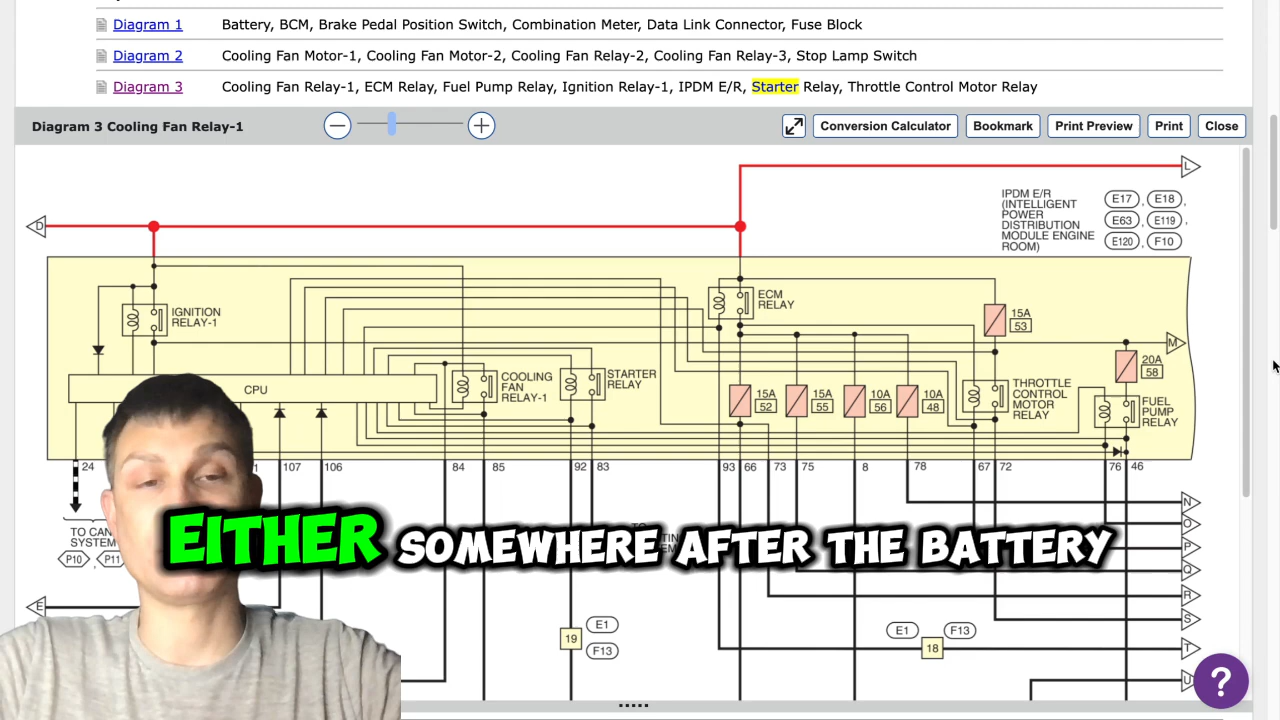 Diagram 1 Battery, BCM, Brake Pedal Position Switch, Combination Meter, Data Link Connector, Fuse Block
Diagram 2 Cooling Fan Motor-1, Cooling Fan Motor-2, Cooling Fan Relay-2, Cooling Fan Relay-3, Stop Lamp Switch
Diagram 3 Cooling Fan Relay-1, ECM Relay, Fuel Pump Relay, Ignition Relay-1, IPDM E/R, Starter Relay, Throttle Control Motor Relay
Diagram 3 Cooling Fan Relay-1 Conversion Calculator Bookmark Print Preview Print Close
L
IPDM E/R
(INTELLIGENT
POWER
DISTRIBUTION
MODULE ENGINE
ROOM)
E17 , E18 ,
E63 , E119 ,
E120 , F10
D
IGNITION
RELAY-1
ECM
RELAY
15A
53
M
20A
58
CPU
COOLING
FAN
RELAY-1
STARTER
RELAY
15A
52
15A
55
10A
56
10A
48
THROTTLE
CONTROL
MOTOR
RELAY
FUEL
PUMP
RELAY
24 107 106 84 85 92 83 93 66 73 75 8 78 67 72 76 46
N
O
P
Q
R
S
T
U
TO CAN
SYSTEM
P10 , P11
EITHER SOMEWHERE AFTER THE BATTERY
E
19
E1
F13
E1 F13
18
?